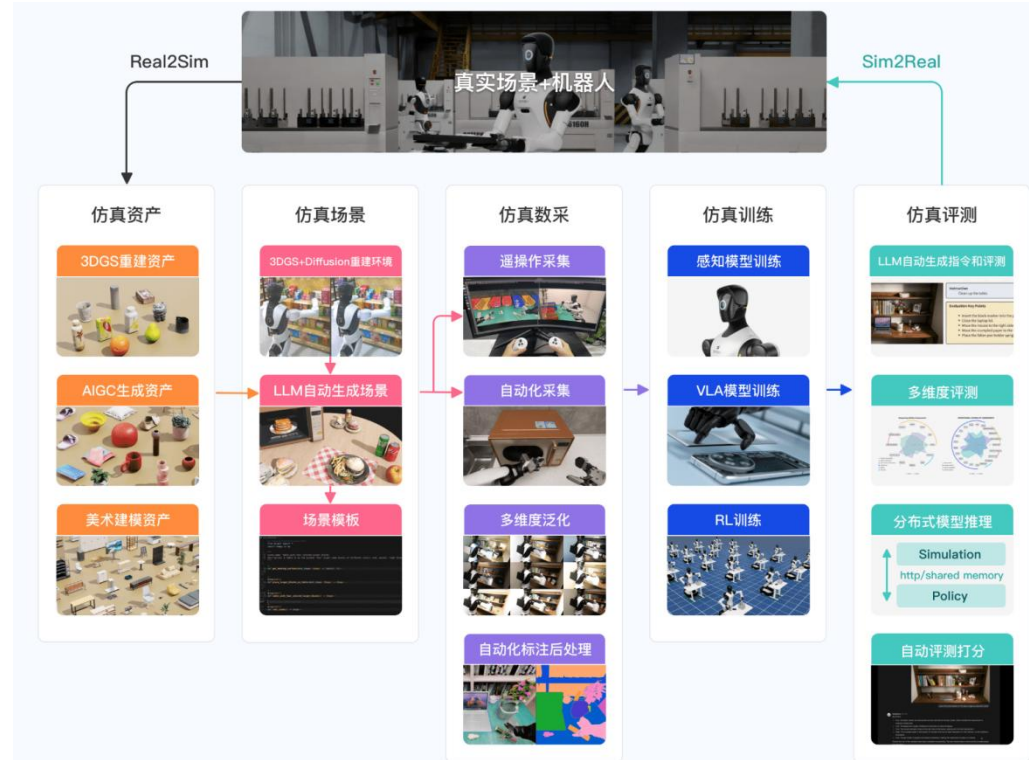 Real2Sim
真实场景+机器人
Sim2Real
仿真资产
3DGS重建资产
AIGC生成资产
美术建模资产
仿真场景
3DGS+Diffusion重建环境
LLM自动生成场景
场景模板
仿真数采
遥操作采集
自动化采集
多维度泛化
自动化标注后处理
仿真训练
感知模型训练
VLA模型训练
RL训练
仿真评测
LLM自动生成指令和评测
Instruction
Evaluation Key Points
多维度评测
分布式模型推理
Simulation
http/shared memory
Policy
自动评测打分